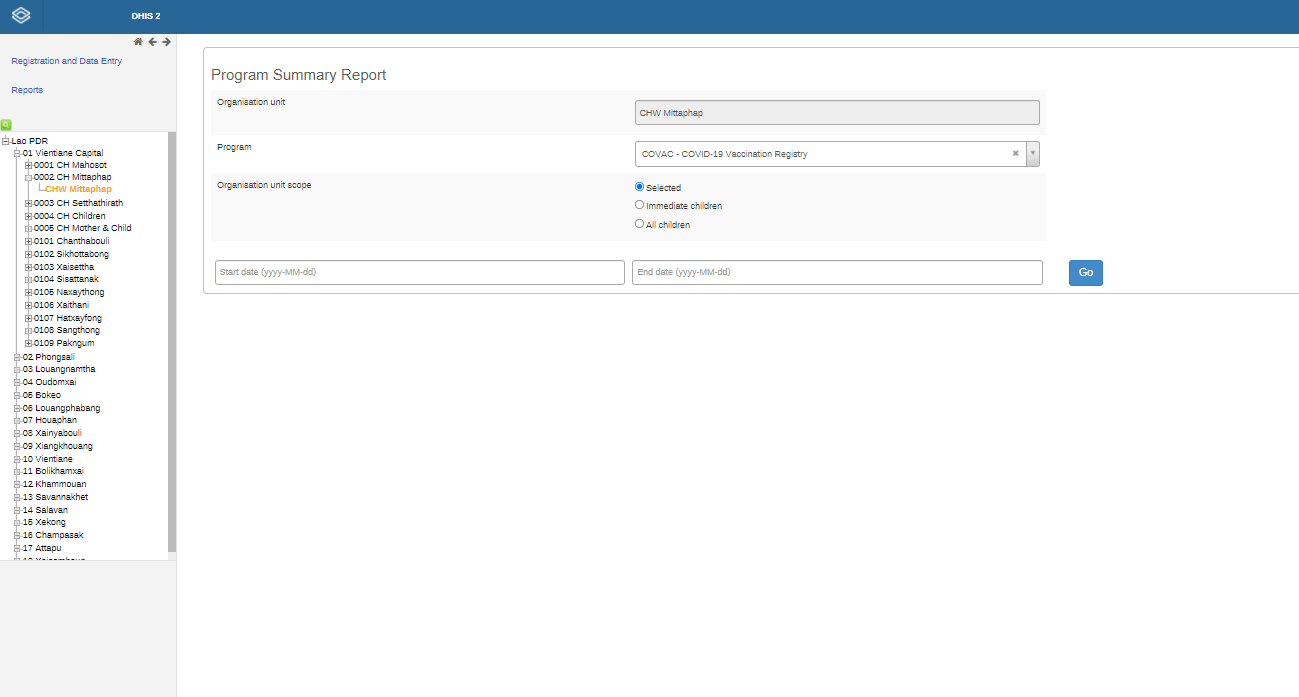 DHIS 2
Registration and Data Entry
Reports
Lao PDR
01 Vientiane Capital
0001 CH Mahosot
0002 CH Mittaphap
CHW Mittaphap
0003 CH Setthathirath
0004 CH Children
0005 CH Mother & Child
0101 Chanthabouli
0102 Sikhottabong
0103 Xaisettha
0104 Sisattanak
0105 Naxaythong
0106 Xaithani
0107 Hatxayfong
0108 Sangthong
0109 Pakngum
02 Phongsali
03 Louangnamtha
04 Oudomxai
05 Bokeo
06 Louangphabang
07 Houaphan
08 Xainyabouli
09 Xiangkhouang
10 Vientiane
11 Bolikhamxai
12 Khammouan
13 Savannakhet
14 Salavan
15 Xekong
16 Champasak
17 Attapu
Program Summary Report
Organisation unit
CHW Mittaphap
Program
COVAC - COVID-19 Vaccination Registry
Organisation unit scope
Selected
Immediate children
All children
Start date (yyyy-MM-dd)
End date (yyyy-MM-dd)
Go